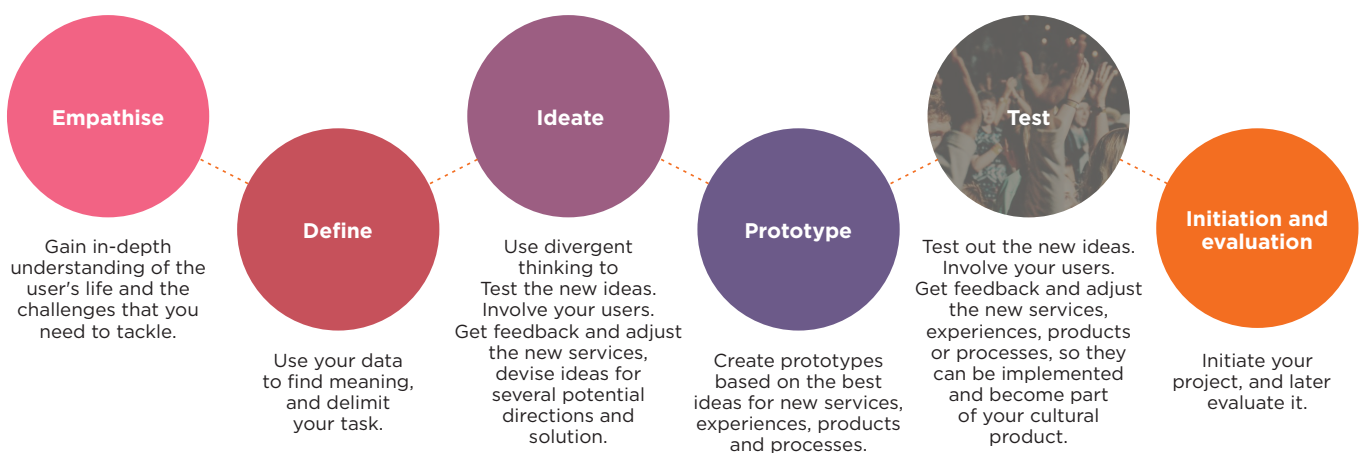 Empathise
Gain in-depth
understanding of the
user's life and the
challenges that you
need to tackle.
Define
Use your data
to find meaning,
and delimit
your task.
Ideate
Use divergent
thinking to
Test the new ideas.
Involve your users.
Get feedback and adjust
the new services,
devise ideas for
several potential
directions and
solution.
Prototype
Create prototypes
based on the best
ideas for new services,
experiences, products
and processes.
Test
Test out the new ideas.
Involve your users.
Get feedback and adjust
the new services,
experiences, products
or processes, so they
can be implemented
and become part
of your cultural
product.
Initiation and
evaluation
Initiate your
project, and later
evaluate it.